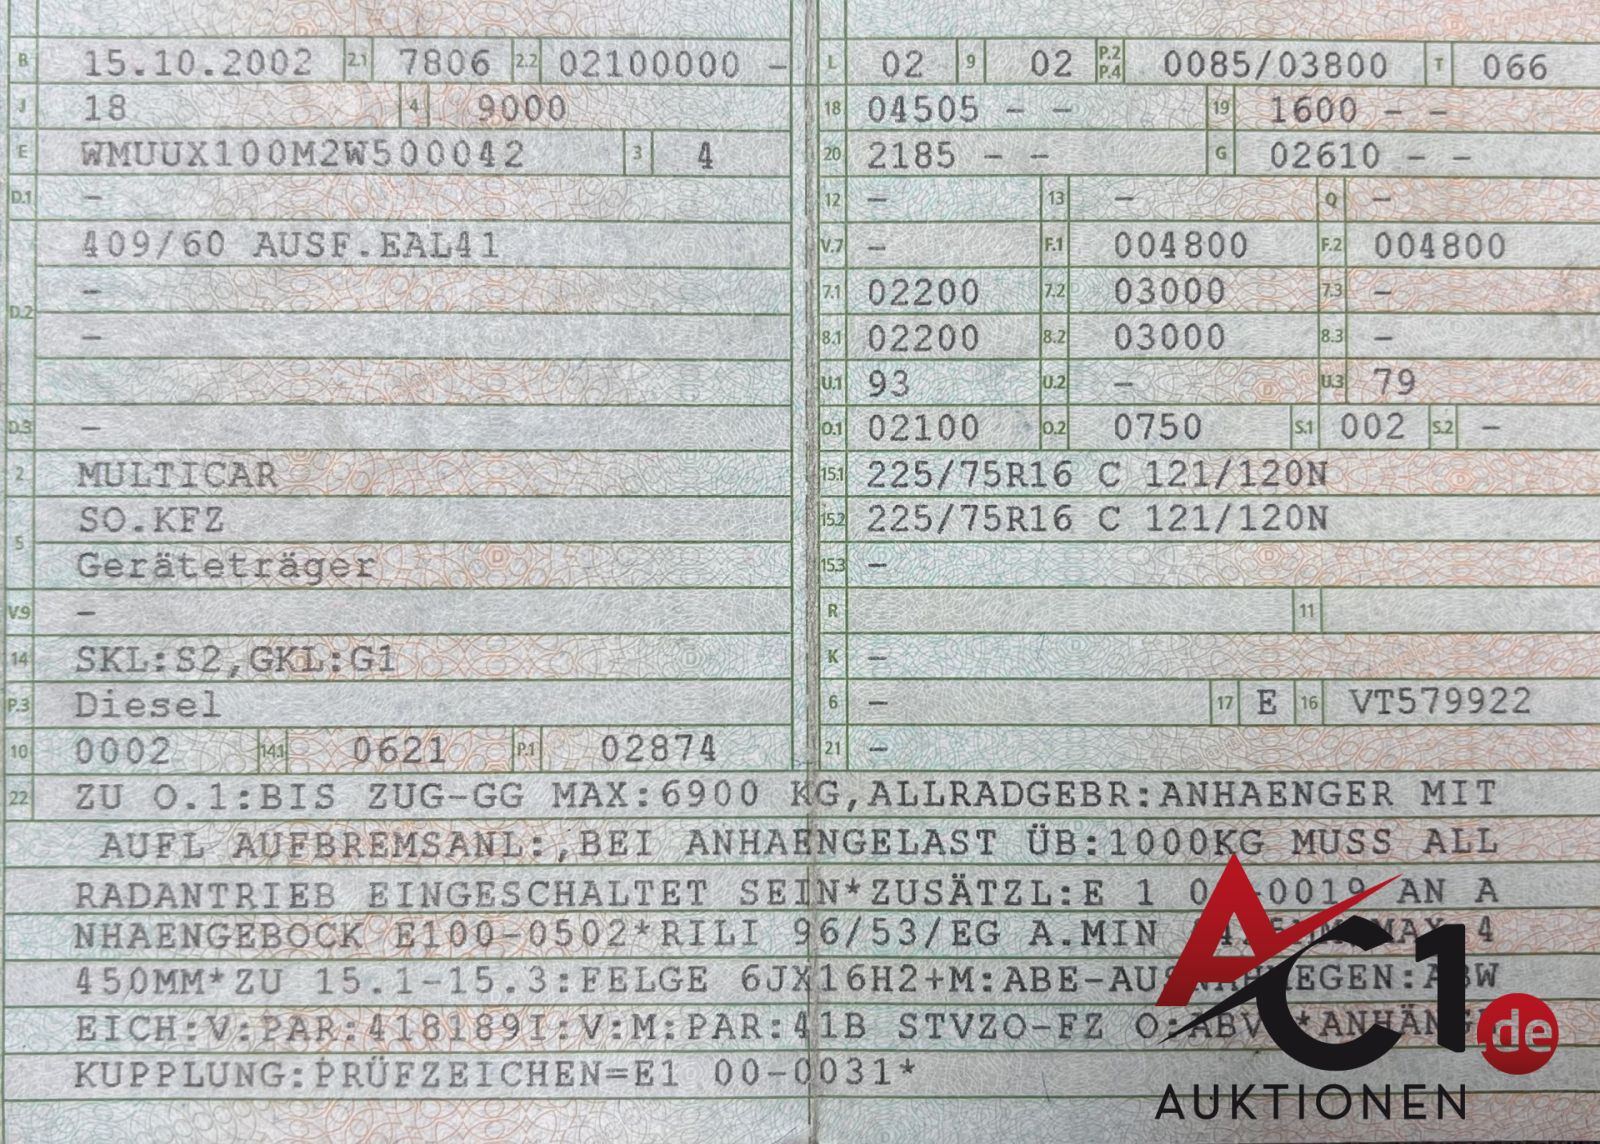 B 15.10.2002 2.1 7806 2.2 02100000 –
J 18 4 9000
E WMUUX100M2W500042 3 4
D.1 –
409/60 AUSF.EAL41
–
D.2
–
D.3 –
2 MULTICAR
SO.KFZ
5
Geräteträger
V.9 –
14 SKL:S2,GKL:G1
P.3 Diesel
10 0002 14.1 0621 P.1 02874
L 02 9 02 P.2 P.4 0085/03800 T 066
18 04505 – – 19 1600 – –
20 2185 – – G 02610 – –
12 – 13 – Q –
V.7 – F.1 004800 F.2 004800
7.1 02200 7.2 03000 7.3 –
8.1 02200 8.2 03000 8.3 –
U.1 93 U.2 – U.3 79
O.1 02100 O.2 0750 S.1 002 S.2 –
15.1 225/75R16 C 121/120N
15.2 225/75R16 C 121/120N
15.3 –
R 11
K –
6 – 17 E 16 VT579922
21 –
22 ZU O.1:BIS ZUG-GG MAX:6900 KG,ALLRADGEBR:ANHAENGER MIT
AUFL AUFBREMSANL:,BEI ANHAENGELAST ÜB:1000KG MUSS ALL
RADANTRIEB EINGESCHALTET SEIN*ZUSÄTZL:E 1 -0019 AN A
NHAENGEBOCK E100-0502*RILI 96/53/EG A.MIN MAX 4
450MM*ZU 15.1-15.3:FELGE 6JX16H2+M:ABE-AUSNAHMEGEN:ABW
EICH:V:PAR:418189I:V:M:PAR:41B STVZO-FZ O:ABV *ANHÄNG
KUPPLUNG:PRÜFZEICHEN=E1 00-0031*
AC1.de
AUKTIONEN